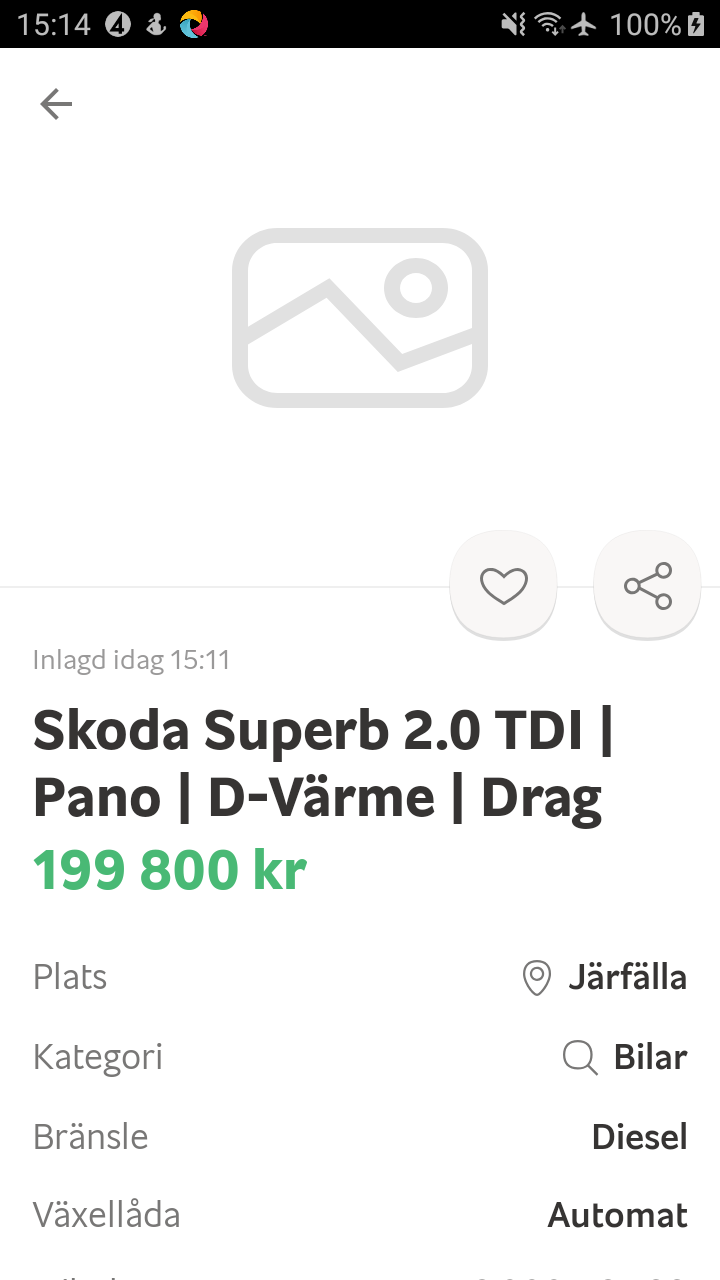 15:14
100%
Inlagd idag 15:11
Skoda Superb 2.0 TDI |
Pano | D-Värme | Drag
199 800 kr
Plats Järfälla
Kategori Bilar
Bränsle Diesel
Växellåda Automat